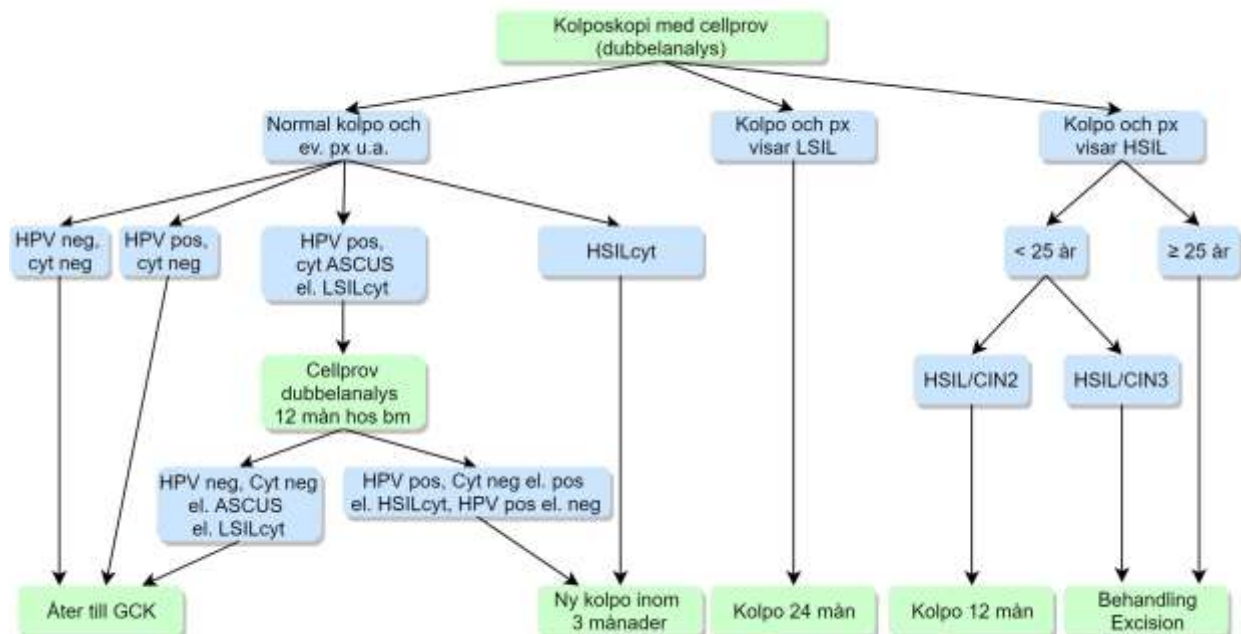 Kolposkopi med cellprov
(dubbelanalys)
Normal kolpo och
ev. px u.a.
Kolpo och px
visar LSIL
Kolpo och px
visar HSIL
HPV neg,
cyt neg
HPV pos,
cyt neg
HPV pos,
cyt ASCUS
el. LSILcyt
HSILcyt
< 25 år
≥ 25 år
Cellprov
dubbelanalys
12 mån hos bm
HSIL/CIN2
HSIL/CIN3
HPV neg, Cyt neg
el. ASCUS
el. LSILcyt
HPV pos, Cyt neg el. pos
el. HSILcyt, HPV pos el. neg
Åter till GCK
Ny kolpo inom
3 månader
Kolpo 24 mån
Kolpo 12 mån
Behandling
Excision